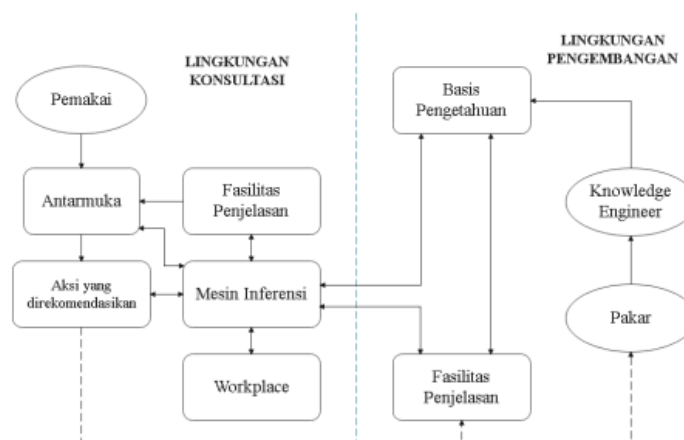 LINGKUNGAN
KONSULTASI
LINGKUNGAN
PENGEMBANGAN
Pemakai
Basis
Pengetahuan
Antarmuka
Fasilitas
Penjelasan
Knowledge
Engineer
Aksi yang
direkomendasikan
Mesin Inferensi
Pakar
Workplace
Fasilitas
Penjelasan